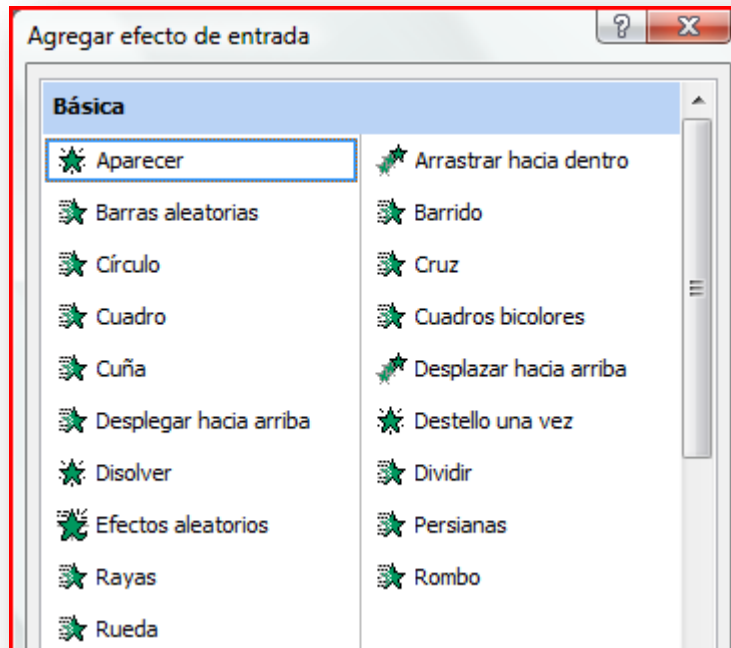 Agregar efecto de entrada
Básica
Aparecer
Arrastrar hacia dentro
Barras aleatorias
Barrido
Círculo
Cruz
Cuadro
Cuadros bicolores
Cuña
Desplazar hacia arriba
Desplegar hacia arriba
Destello una vez
Disolver
Dividir
Efectos aleatorios
Persianas
Rayas
Rombo
Rueda